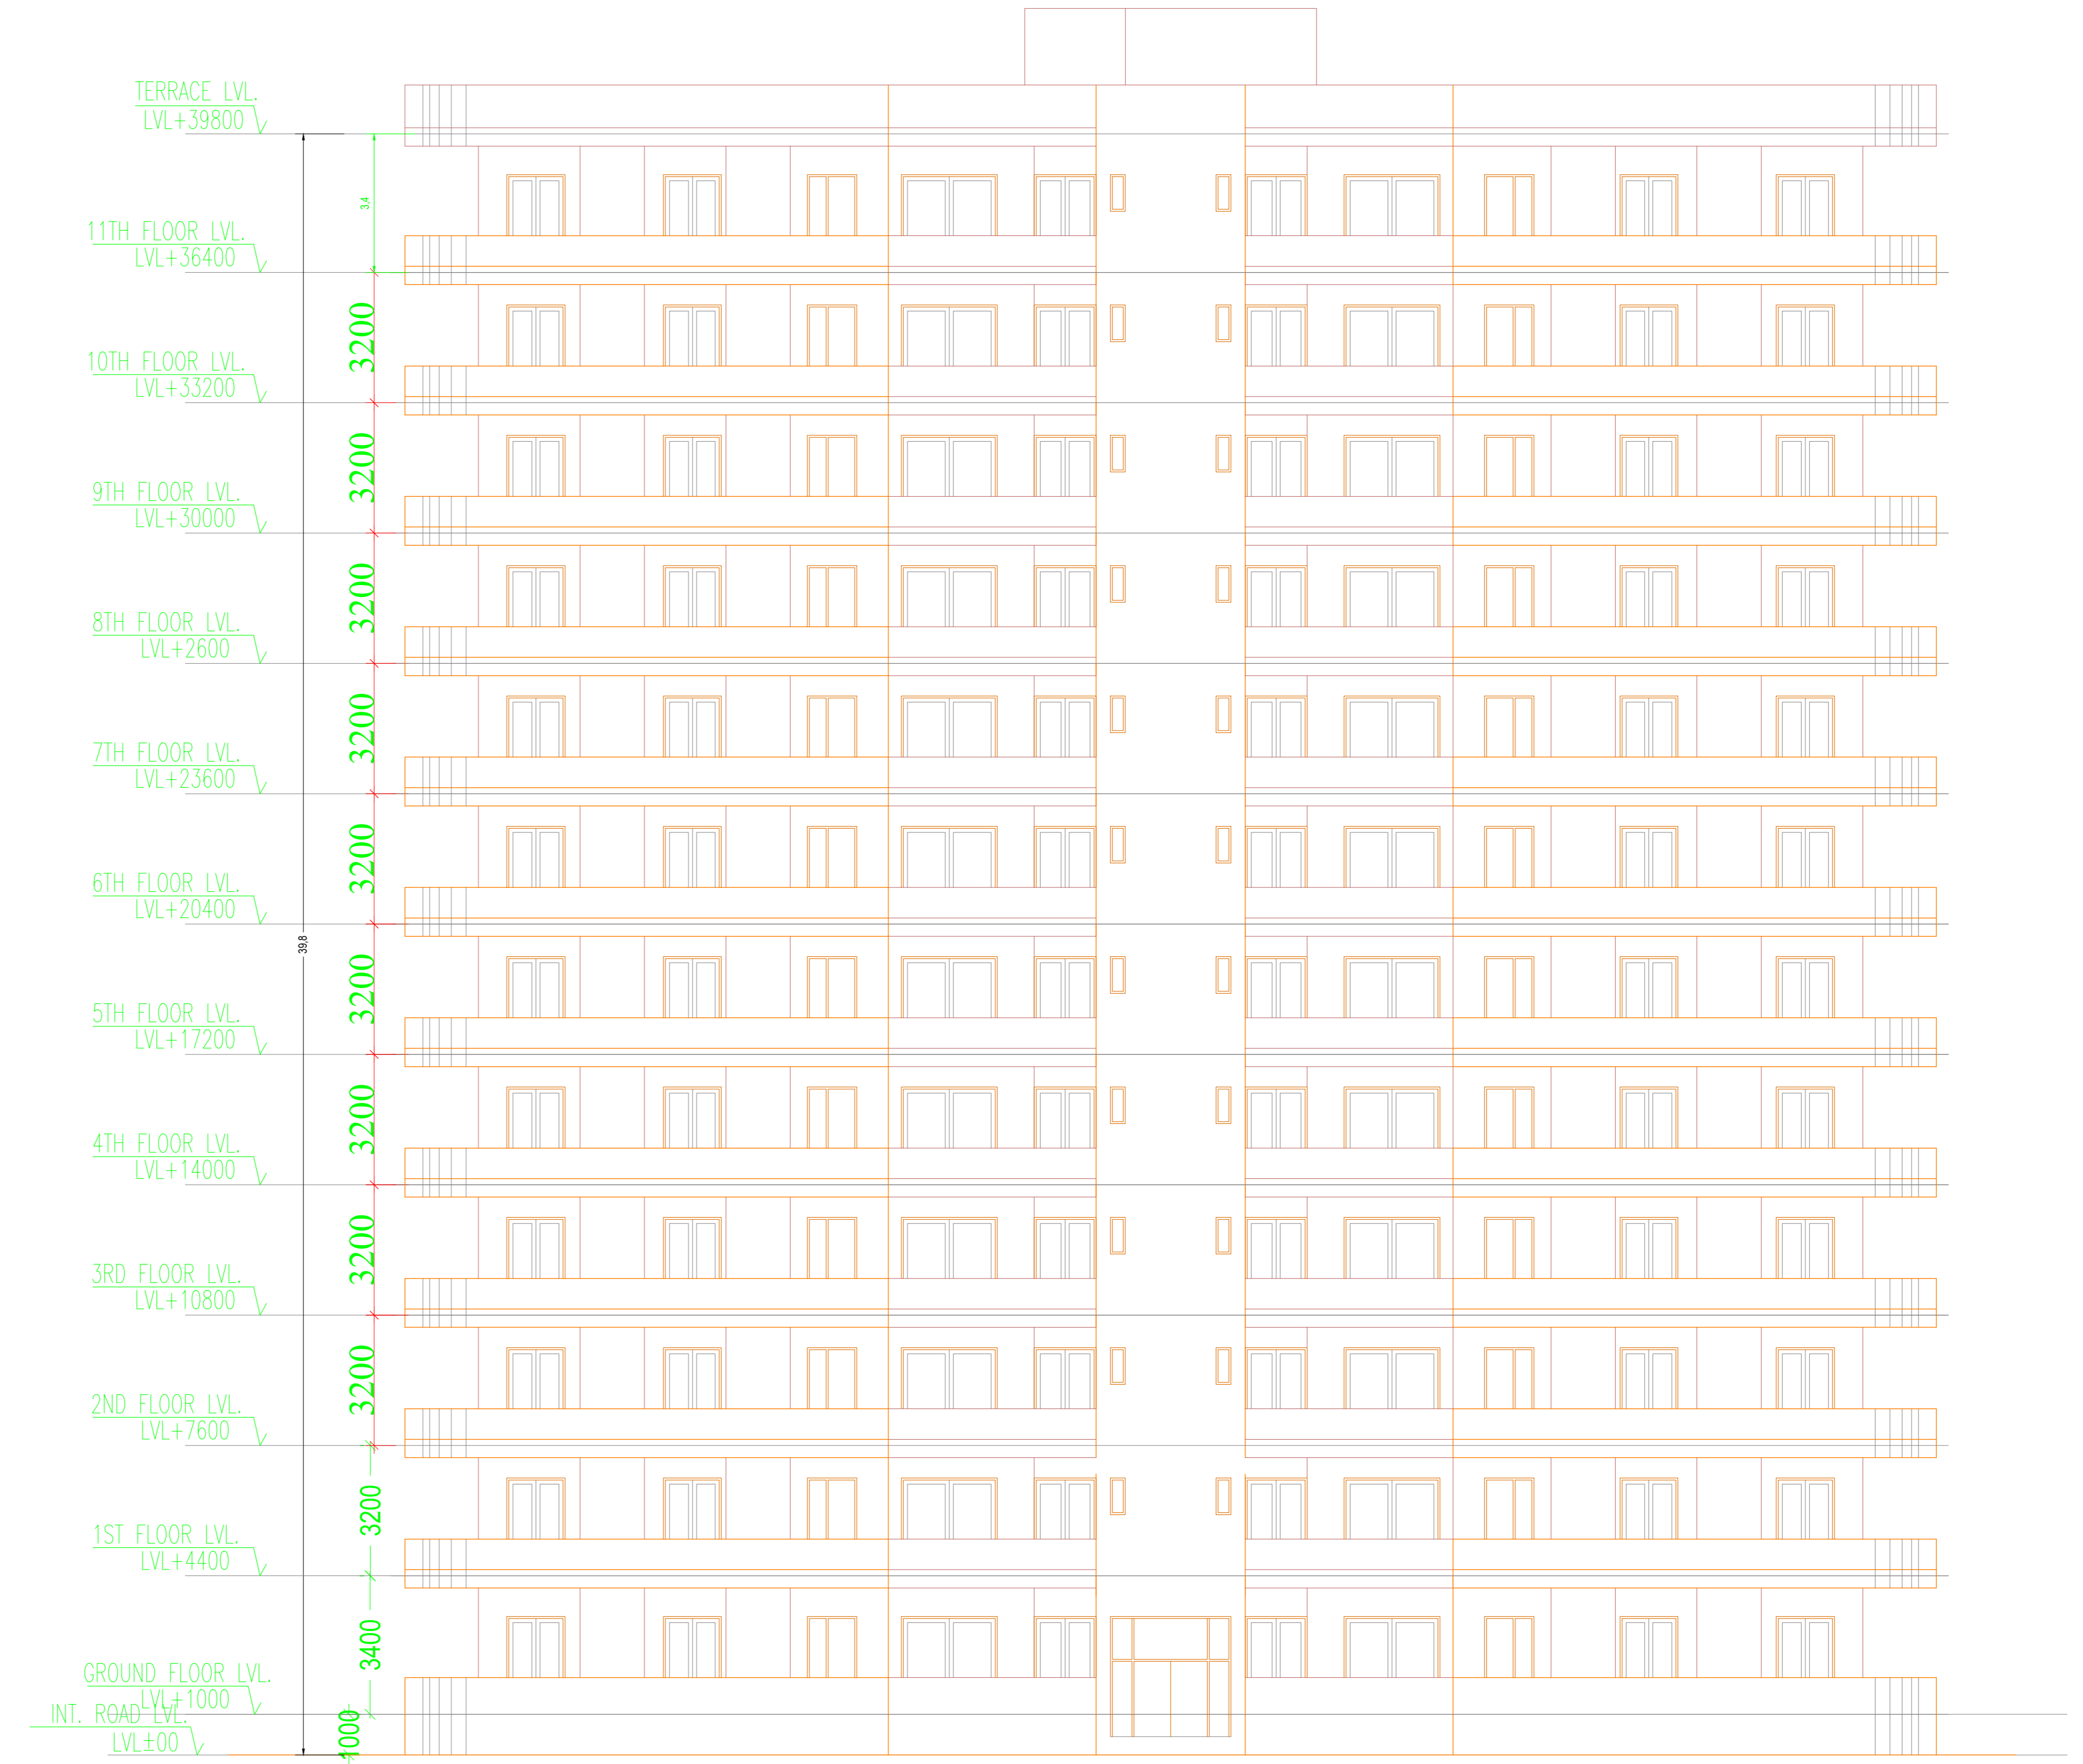 TERRACE LVL.
LVL+39800
3,4
11TH FLOOR LVL.
LVL+36400
3200
10TH FLOOR LVL.
LVL+33200
3200
9TH FLOOR LVL.
LVL+30000
3200
8TH FLOOR LVL.
LVL+2600
3200
7TH FLOOR LVL.
LVL+23600
3200
6TH FLOOR LVL.
LVL+20400
39,8
3200
5TH FLOOR LVL.
LVL+17200
3200
4TH FLOOR LVL.
LVL+14000
3200
3RD FLOOR LVL.
LVL+10800
3200
2ND FLOOR LVL.
LVL+7600
3200
1ST FLOOR LVL.
LVL+4400
3400
GROUND FLOOR LVL.
LVL+1000
INT. ROAD LVL.
LVL±00
1000